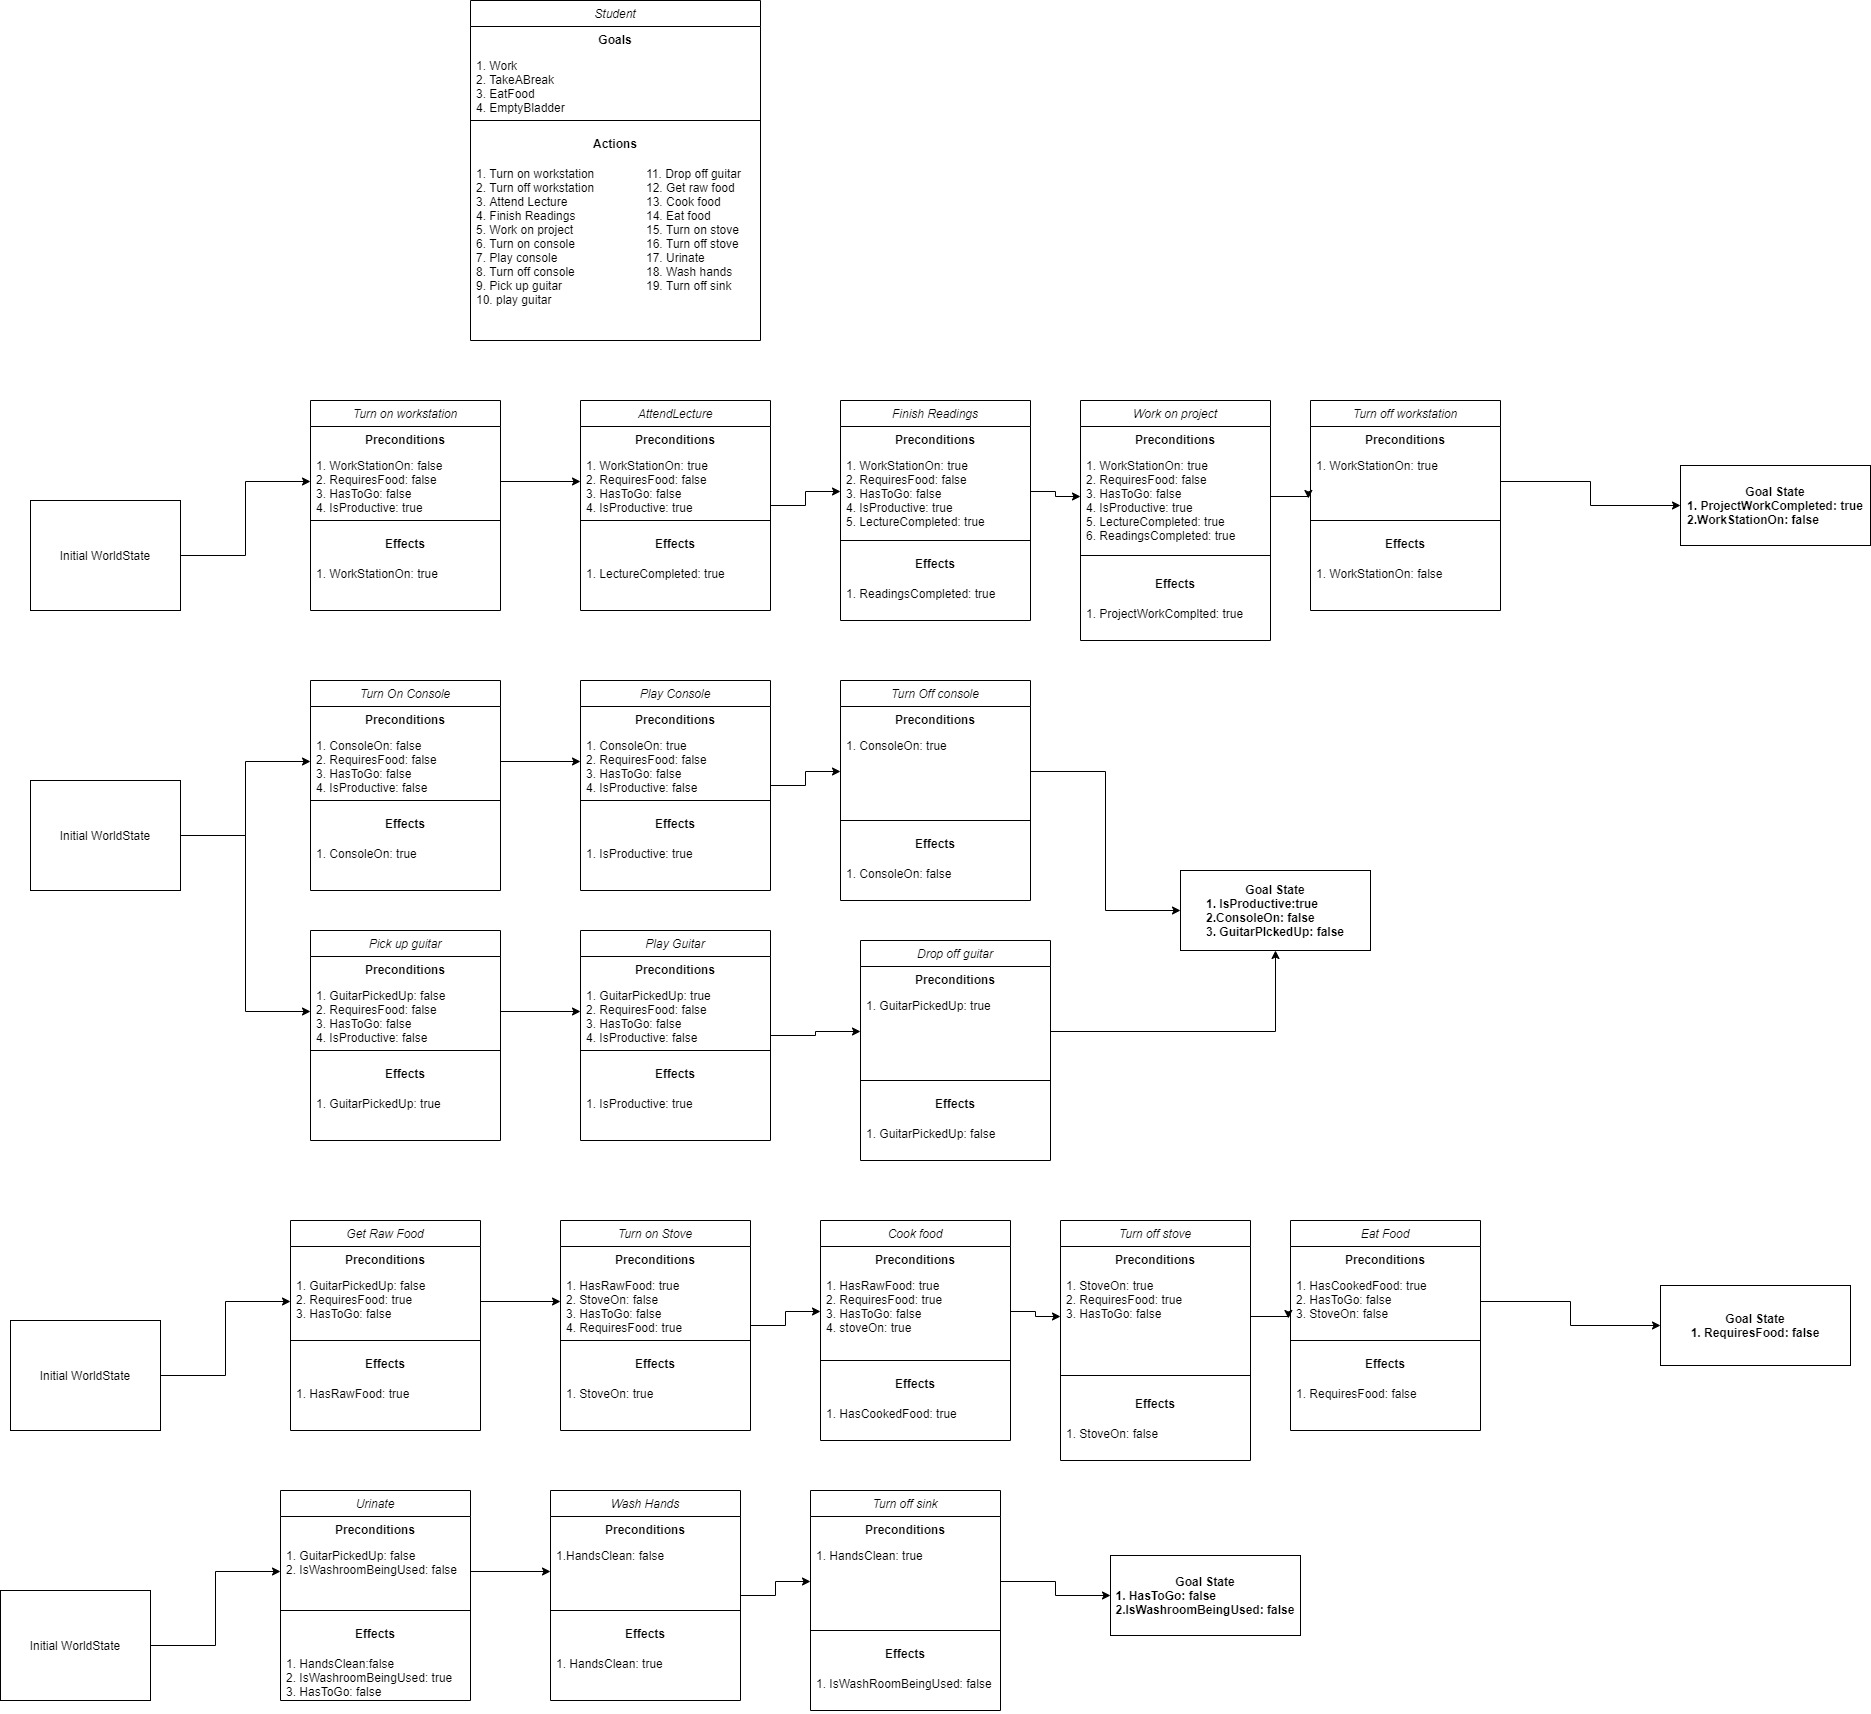 Student
Goals
1. Work
2. TakeABreak
3. EatFood
4. EmptyBladder
Actions
1. Turn on workstation
2. Turn off workstation
3. Attend Lecture
4. Finish Readings
5. Work on project
6. Turn on console
7. Play console
8. Turn off console
9. Pick up guitar
10. play guitar
11. Drop off guitar
12. Get raw food
13. Cook food
14. Eat food
15. Turn on stove
16. Turn off stove
17. Urinate
18. Wash hands
19. Turn off sink
Initial WorldState
Turn on workstation
Preconditions
1. WorkStationOn: false
2. RequiresFood: false
3. HasToGo: false
4. IsProductive: true
Effects
1. WorkStationOn: true
AttendLecture
Preconditions
1. WorkStationOn: true
2. RequiresFood: false
3. HasToGo: false
4. IsProductive: true
Effects
1. LectureCompleted: true
Finish Readings
Preconditions
1. WorkStationOn: true
2. RequiresFood: false
3. HasToGo: false
4. IsProductive: true
5. LectureCompleted: true
Effects
1. ReadingsCompleted: true
Work on project
Preconditions
1. WorkStationOn: true
2. RequiresFood: false
3. HasToGo: false
4. IsProductive: true
5. LectureCompleted: true
6. ReadingsCompleted: true
Effects
1. ProjectWorkComplted: true
Turn off workstation
Preconditions
1. WorkStationOn: true
Effects
1. WorkStationOn: false
Goal State
1. ProjectWorkCompleted: true
2.WorkStationOn: false
Initial WorldState
Turn On Console
Preconditions
1. ConsoleOn: false
2. RequiresFood: false
3. HasToGo: false
4. IsProductive: false
Effects
1. ConsoleOn: true
Play Console
Preconditions
1. ConsoleOn: true
2. RequiresFood: false
3. HasToGo: false
4. IsProductive: false
Effects
1. IsProductive: true
Turn Off console
Preconditions
1. ConsoleOn: true
Effects
1. ConsoleOn: false
Goal State
1. IsProductive:true
2.ConsoleOn: false
3. GuitarPIckedUp: false
Pick up guitar
Preconditions
1. GuitarPickedUp: false
2. RequiresFood: false
3. HasToGo: false
4. IsProductive: false
Effects
1. GuitarPickedUp: true
Play Guitar
Preconditions
1. GuitarPickedUp: true
2. RequiresFood: false
3. HasToGo: false
4. IsProductive: false
Effects
1. IsProductive: true
Drop off guitar
Preconditions
1. GuitarPickedUp: true
Effects
1. GuitarPickedUp: false
Initial WorldState
Get Raw Food
Preconditions
1. GuitarPickedUp: false
2. RequiresFood: true
3. HasToGo: false
Effects
1. HasRawFood: true
Turn on Stove
Preconditions
1. HasRawFood: true
2. StoveOn: false
3. HasToGo: false
4. RequiresFood: true
Effects
1. StoveOn: true
Cook food
Preconditions
1. HasRawFood: true
2. RequiresFood: true
3. HasToGo: false
4. stoveOn: true
Effects
1. HasCookedFood: true
Turn off stove
Preconditions
1. StoveOn: true
2. RequiresFood: true
3. HasToGo: false
Effects
1. StoveOn: false
Eat Food
Preconditions
1. HasCookedFood: true
2. HasToGo: false
3. StoveOn: false
Effects
1. RequiresFood: false
Goal State
1. RequiresFood: false
Initial WorldState
Urinate
Preconditions
1. GuitarPickedUp: false
2. IsWashroomBeingUsed: false
Effects
1. HandsClean:false
2. IsWashroomBeingUsed: true
3. HasToGo: false
Wash Hands
Preconditions
1.HandsClean: false
Effects
1. HandsClean: true
Turn off sink
Preconditions
1. HandsClean: true
Effects
1. IsWashRoomBeingUsed: false
Goal State
1. HasToGo: false
2.IsWashroomBeingUsed: false